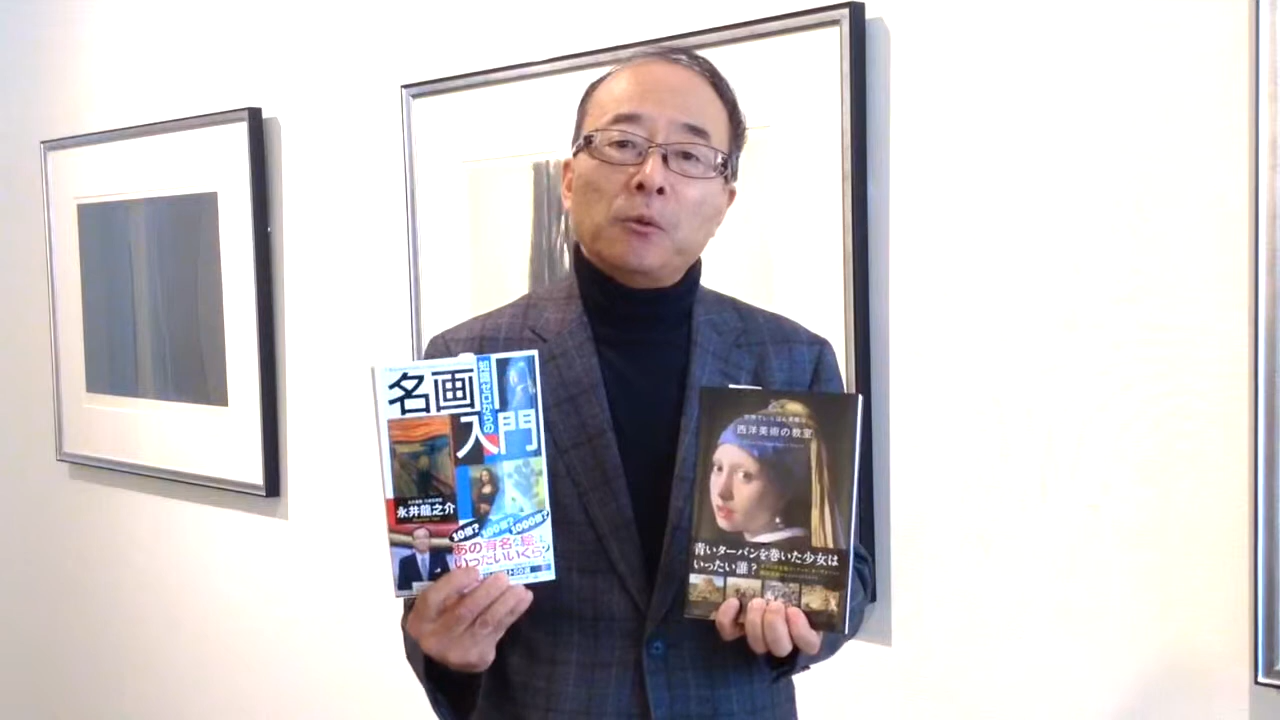 名画
知識ゼロからの
入門
永井龍之介
10億?
100億?
1000億?
あの有名な絵は、
いったいいくら?
西洋美術の教室
青いターバンを巻いた少女は
いったい誰?